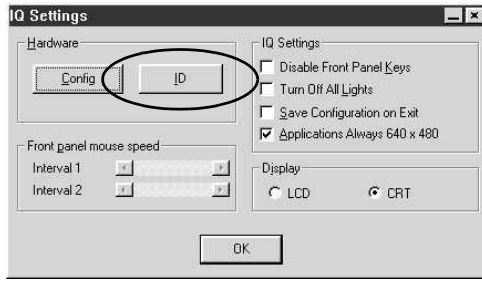 IQ Settings
Hardware
Config
ID
Front panel mouse speed
Interval 1
Interval 2
IQ Settings
Disable Front Panel Keys
Turn Off All Lights
Save Configuration on Exit
Applications Always 640 x 480
Display
LCD
CRT
OK